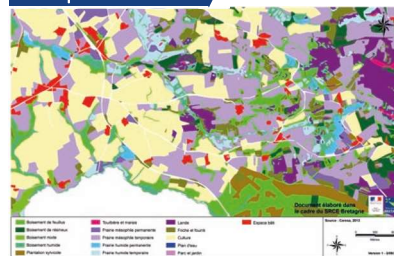 Document élaboré dans
le cadre du SRCE Bretagne
Boisement de feuillus
Boisement de résineux
Boisement mixte
Boisement humide
Plantation sylvicole
Tourbière et marais
Prairie mésophile permanente
Prairie mésophile temporaire
Prairie humide permanente
Prairie humide temporaire
Lande
Friche et fourré
Culture
Plan d'eau
Parc et jardin
Espace bâti